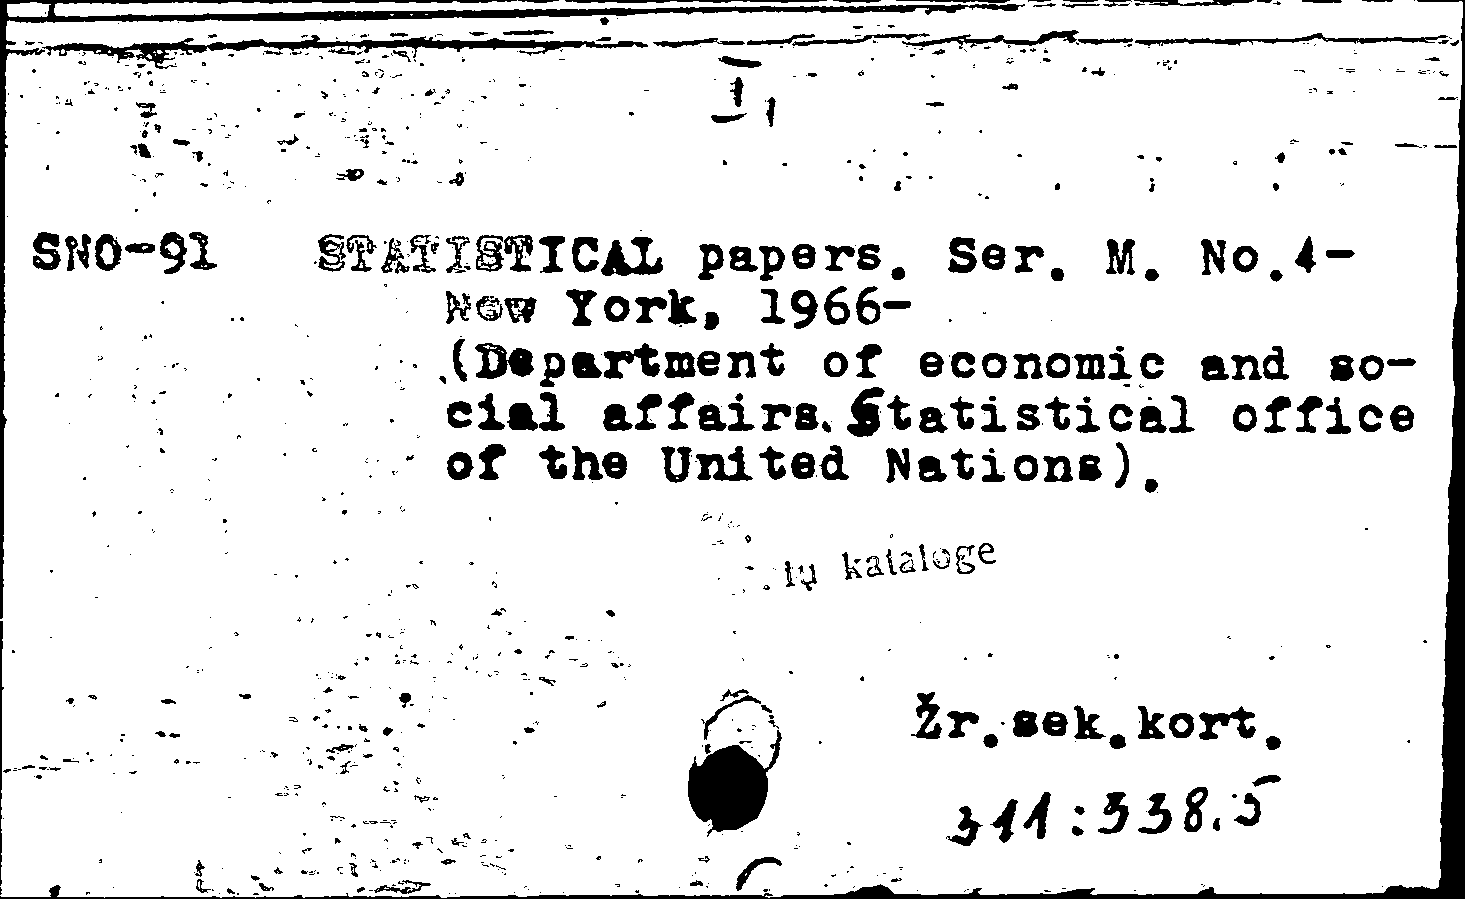 I,
SNO-91 STATISTICAL papers. Ser. M. No.4-
New York, 1966-
(Department of economic and so-
cial affairs. Statistical office
of the United Nations).
kataloge
Žr.sek.kort.
311:338.5